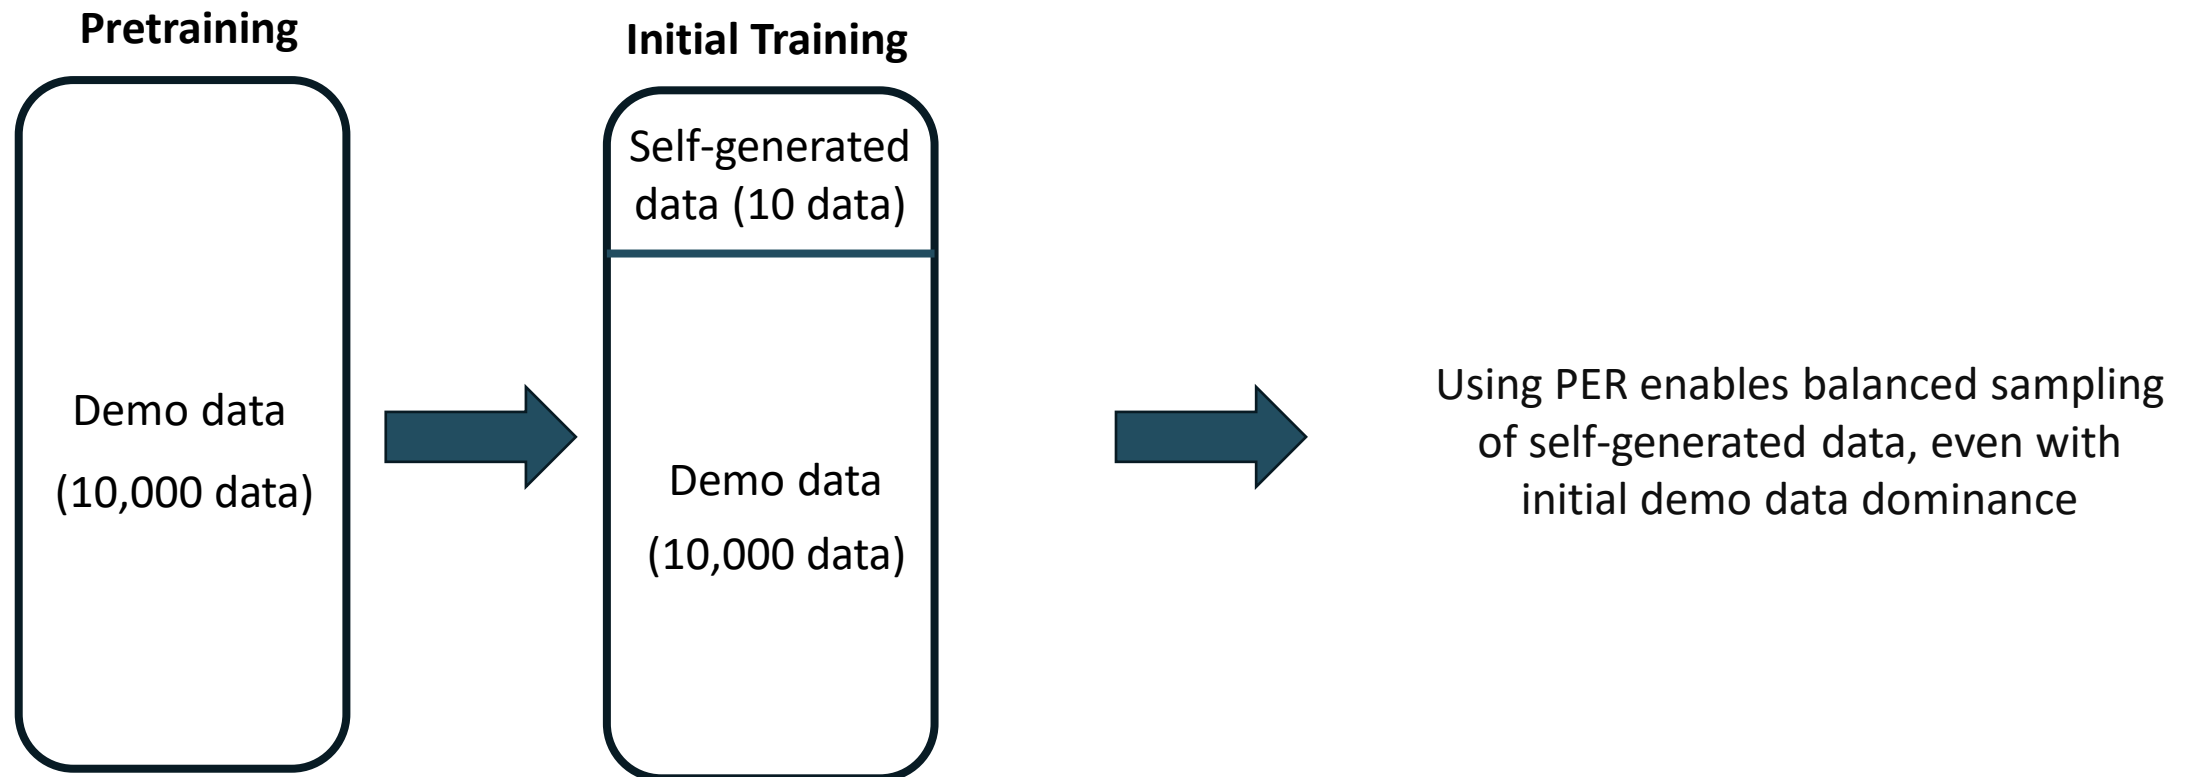 Pretraining
Demo data
(10,000 data)
Initial Training
Self-generated
data (10 data)
Demo data
(10,000 data)
Using PER enables balanced sampling
of self-generated data, even with
initial demo data dominance